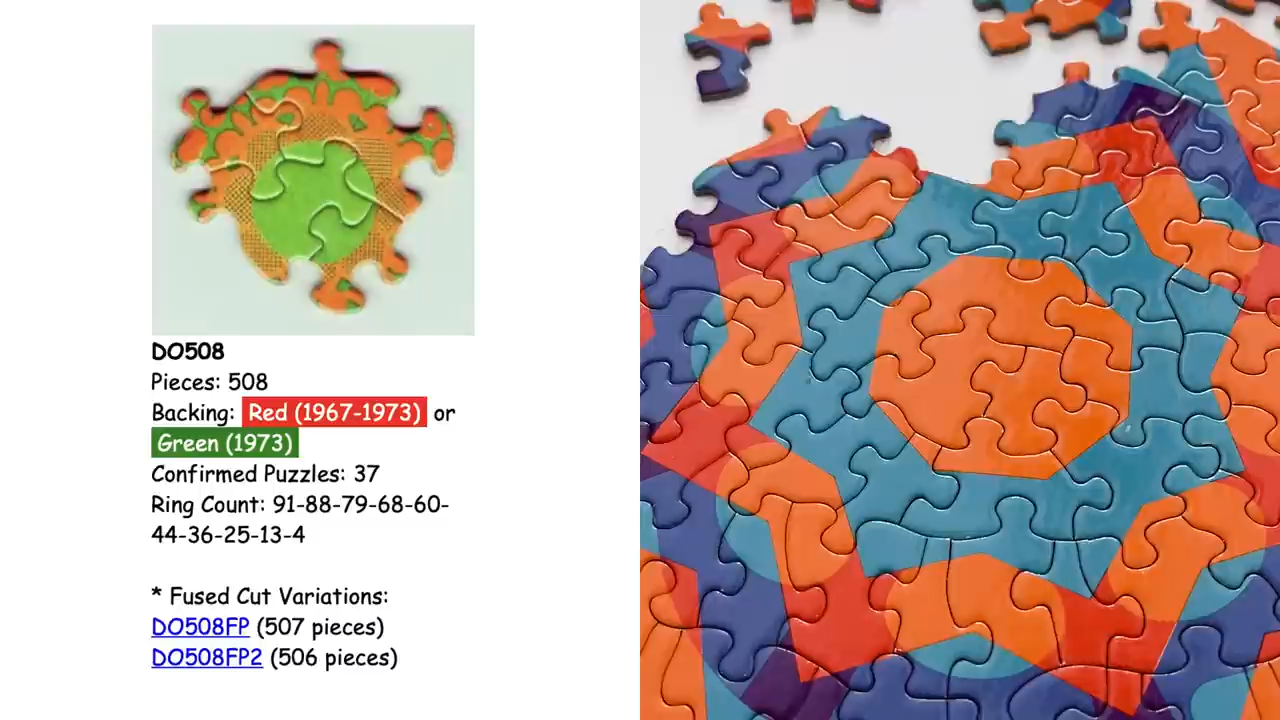 DO508
Pieces: 508
Backing: Red (1967-1973) or
Green (1973)
Confirmed Puzzles: 37
Ring Count: 91-88-79-68-60-
44-36-25-13-4
* Fused Cut Variations:
DO508FP (507 pieces)
DO508FP2 (506 pieces)